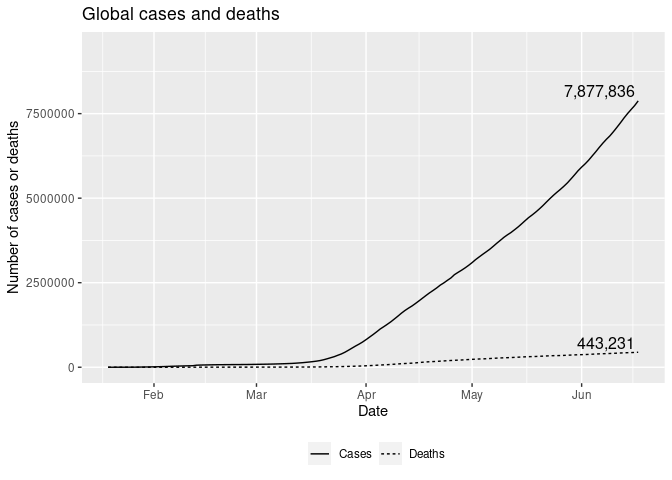 Global cases and deaths
Number of cases or deaths
7500000
5000000
2500000
0
7,877,836
443,231
Feb Mar Apr May Jun
Date
Cases Deaths